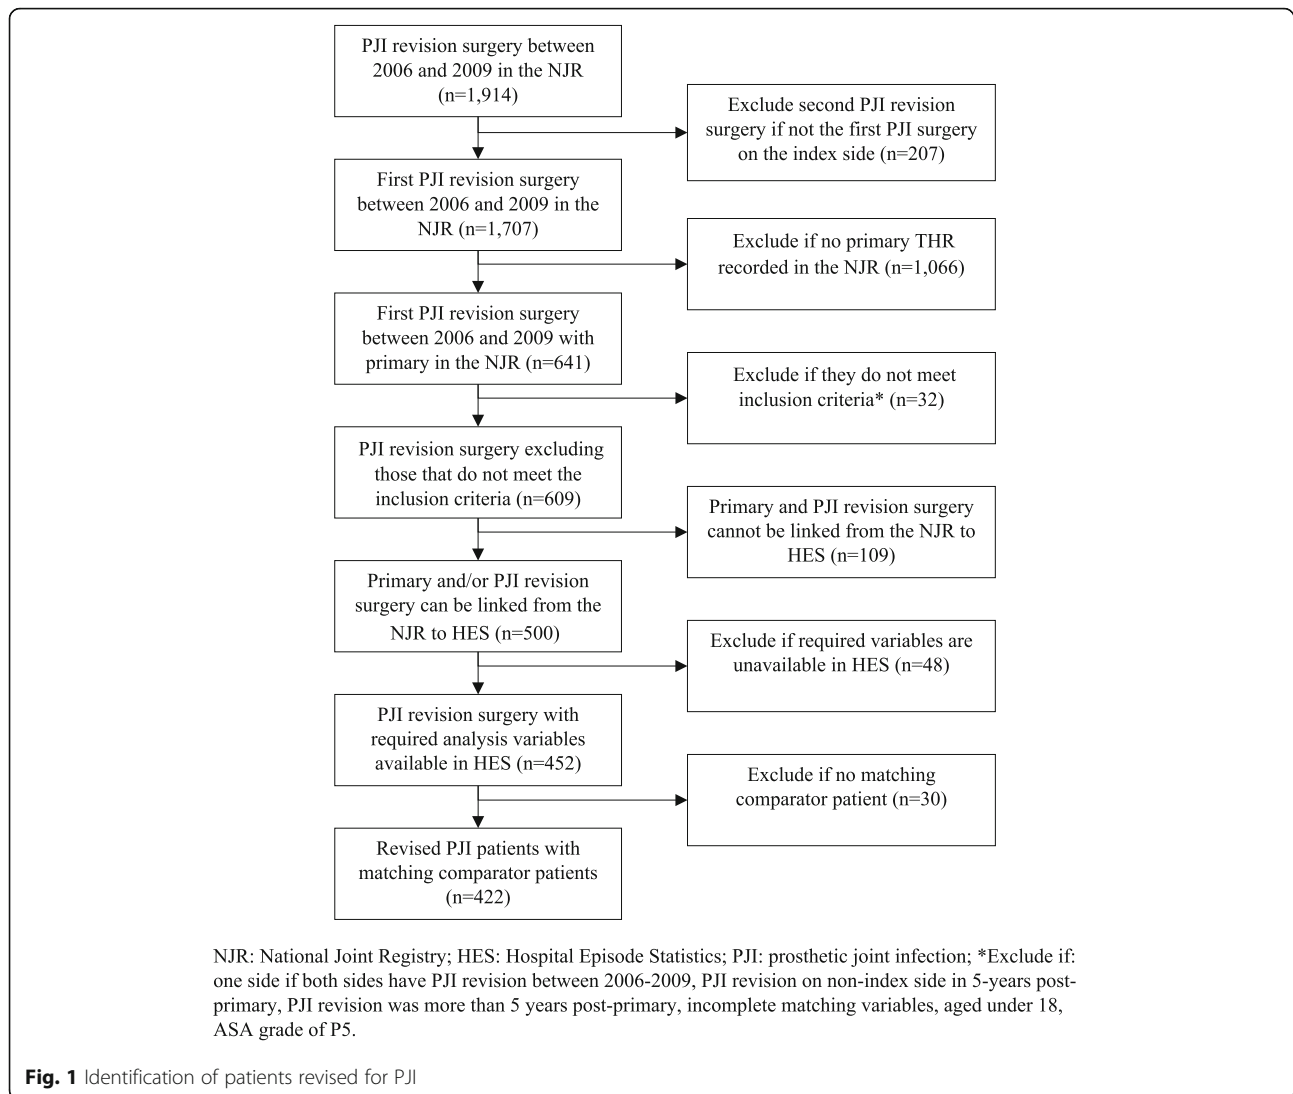 PJI revision surgery between
2006 and 2009 in the NJR
(n=1,914)
Exclude second PJI revision
surgery if not the first PJI surgery
on the index side (n=207)
First PJI revision surgery
between 2006 and 2009 in the
NJR (n=1,707)
Exclude if no primary THR
recorded in the NJR (n=1,066)
First PJI revision surgery
between 2006 and 2009 with
primary in the NJR (n=641)
Exclude if they do not meet
inclusion criteria* (n=32)
PJI revision surgery excluding
those that do not meet the
inclusion criteria (n=609)
Primary and PJI revision surgery
cannot be linked from the NJR to
HES (n=109)
Primary and/or PJI revision
surgery can be linked from the
NJR to HES (n=500)
Exclude if required variables are
unavailable in HES (n=48)
PJI revision surgery with
required analysis variables
available in HES (n=452)
Exclude if no matching
comparator patient (n=30)
Revised PJI patients with
matching comparator patients
(n=422)
NJR: National Joint Registry; HES: Hospital Episode Statistics; PJI: prosthetic joint infection; *Exclude if:
one side if both sides have PJI revision between 2006-2009, PJI revision on non-index side in 5-years post-
primary, PJI revision was more than 5 years post-primary, incomplete matching variables, aged under 18,
ASA grade of P5.
Fig. 1 Identification of patients revised for PJI